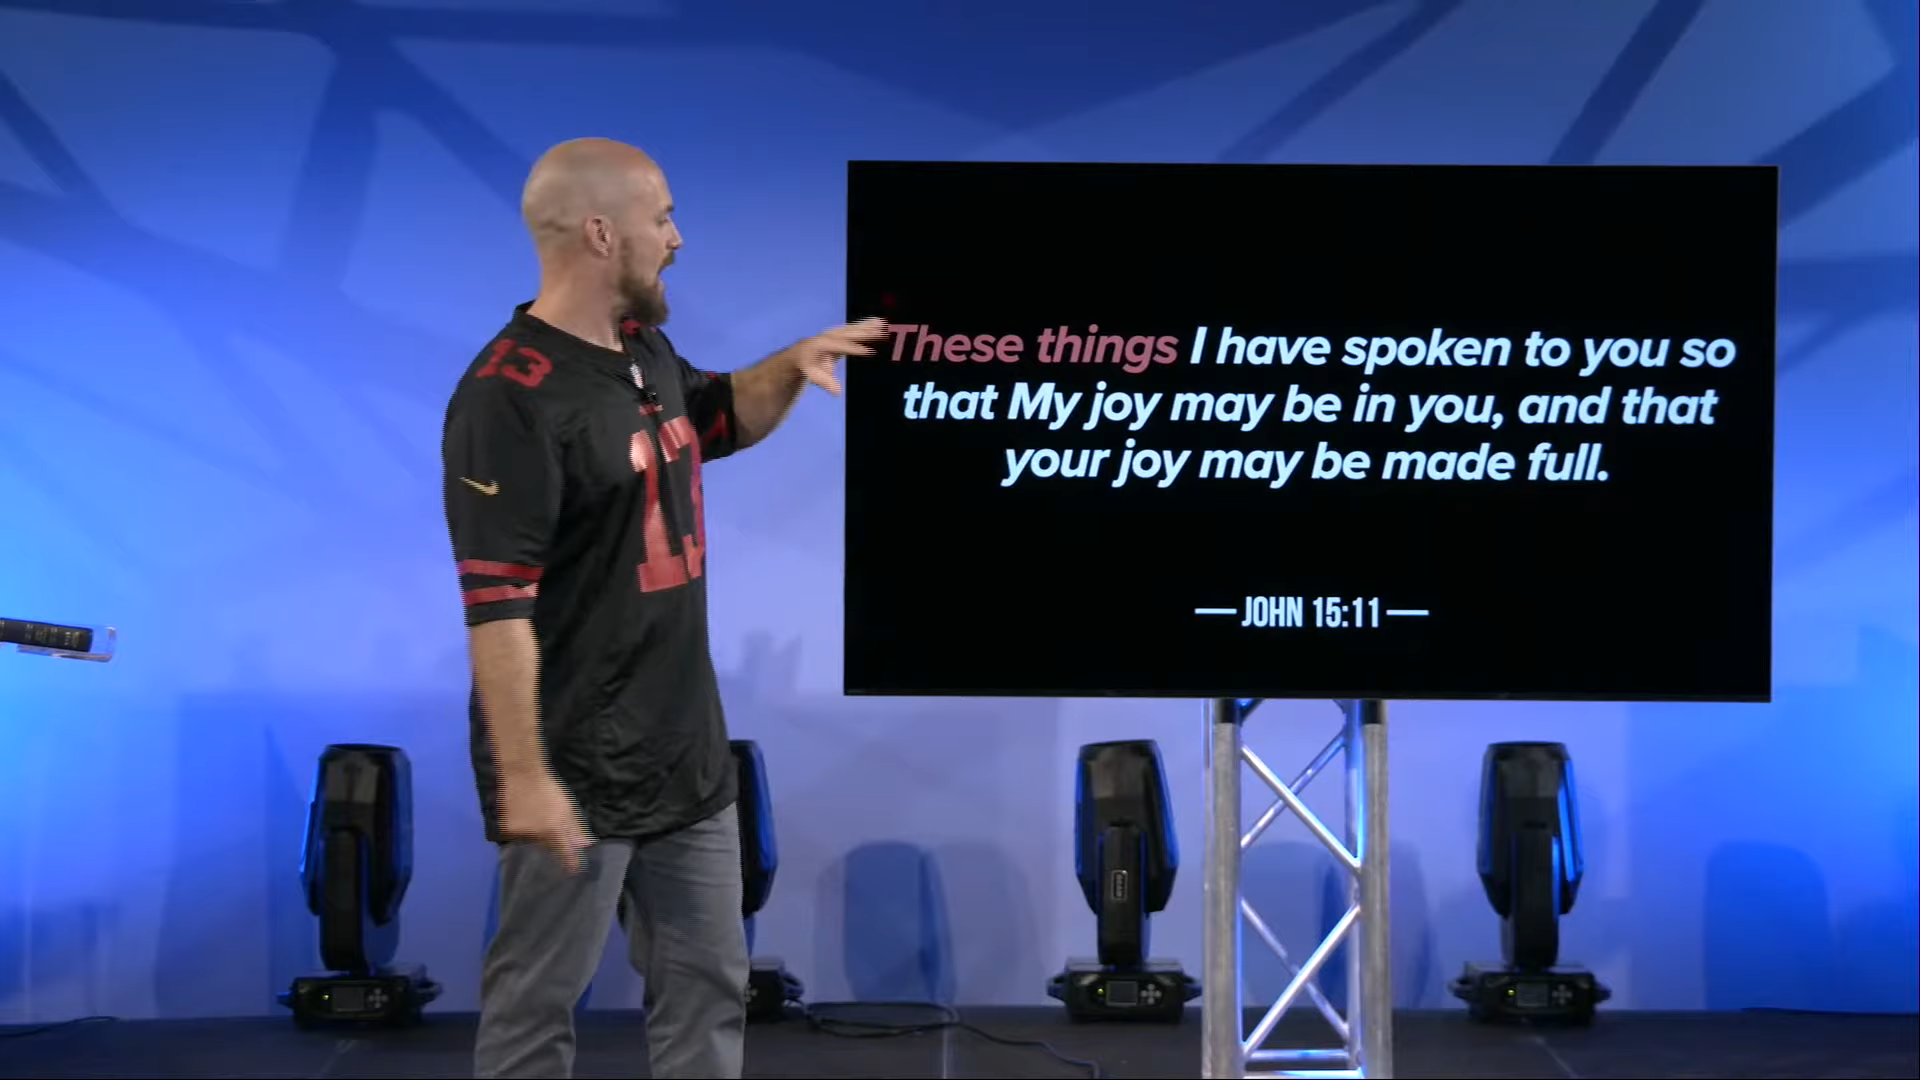 13
13
These things I have spoken to you so
that My joy may be in you, and that
your joy may be made full.
JOHN 15:11